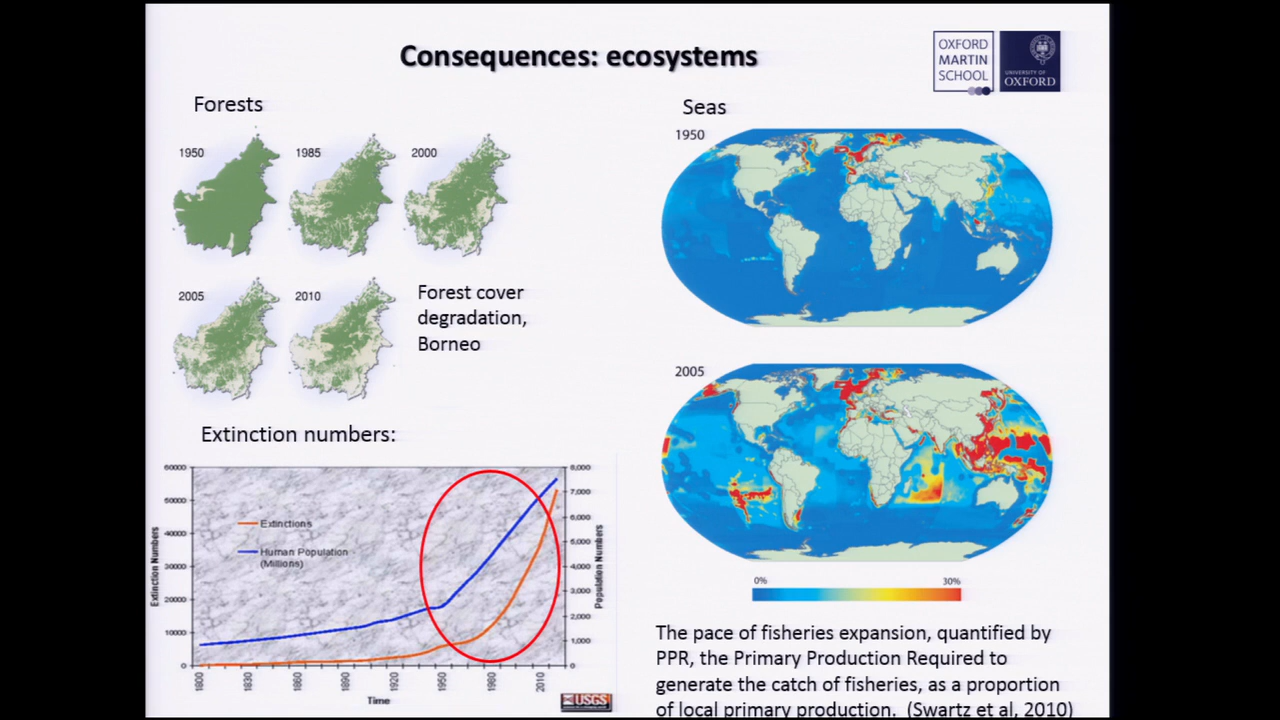 Consequences: ecosystems
OXFORD
MARTIN
SCHOOL
UNIVERSITY OF
OXFORD
Forests
1950
1985
2000
2005
2010
Forest cover
degradation,
Borneo
Extinction numbers:
60000
50000
40000
30000
20000
10000
0
Extinction Numbers
Extinctions
Human Population
(Millions)
8,000
7,000
6,000
5,000
4,000
3,000
2,000
1,000
0
Population Numbers
1800
1830
1860
1890
1920
1950
1980
2010
Time
USGS
Seas
1950
2005
0%
30%
The pace of fisheries expansion, quantified by
PPR, the Primary Production Required to
generate the catch of fisheries, as a proportion
of local primary production. (Swartz et al, 2010)